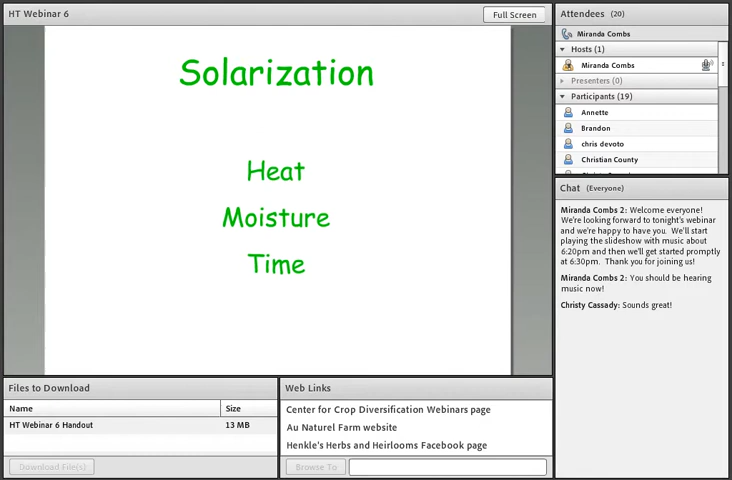 HT Webinar 6
Full Screen
Solarization
Heat
Moisture
Time
Files to Download
Name Size
HT Webinar 6 Handout 13 MB
Download File(s)
Web Links
Center for Crop Diversification Webinars page
Au Naturel Farm website
Henkle's Herbs and Heirlooms Facebook page
Browse To
Attendees (20)
Miranda Combs
Hosts (1)
Miranda Combs
Presenters (0)
Participants (19)
Annette
Brandon
chris devoto
Christian County
Chat (Everyone)
Miranda Combs 2: Welcome everyone!
We're looking forward to tonight's webinar
and we're happy to have you. We'll start
playing the slideshow with music about
6:20pm and then we'll get started promptly
at 6:30pm. Thank you for joining us!
Miranda Combs 2: You should be hearing
music now!
Christy Cassady: Sounds great!